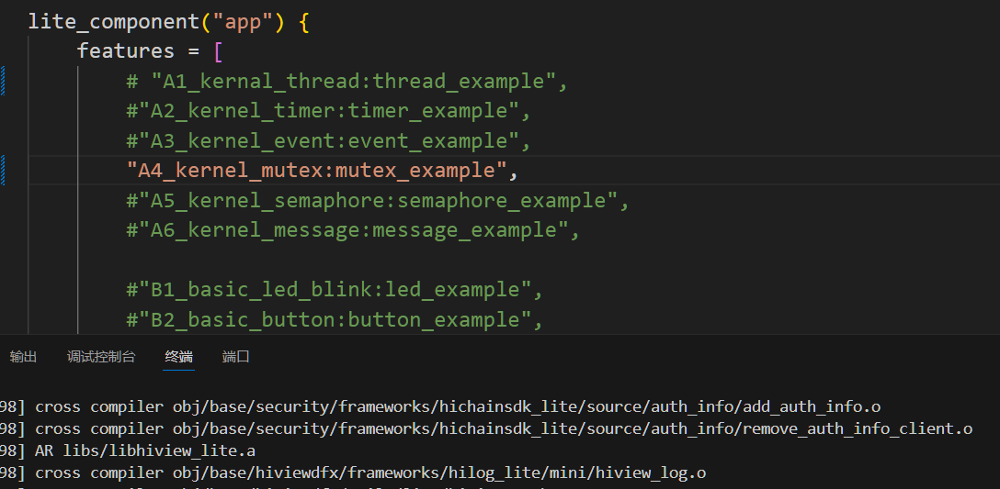 lite_component("app") {
features = [
# "A1_kernal_thread:thread_example",
#"A2_kernel_timer:timer_example",
#"A3_kernel_event:event_example",
"A4_kernel_mutex:mutex_example",
#"A5_kernel_semaphore:semaphore_example",
#"A6_kernel_message:message_example",
#"B1_basic_led_blink:led_example",
#"B2_basic_button:button_example",
输出 调试控制台 终端 端口
98] cross compiler obj/base/security/frameworks/hichainsdk_lite/source/auth_info/add_auth_info.o
98] cross compiler obj/base/security/frameworks/hichainsdk_lite/source/auth_info/remove_auth_info_client.o
98] AR libs/libhiview_lite.a
98] cross compiler obj/base/hiviewdfx/frameworks/hilog_lite/mini/hiview_log.o